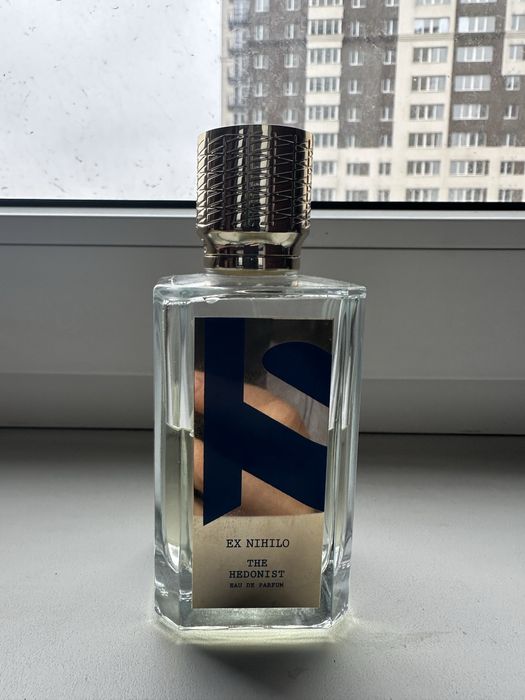 EX NIHILO
THE
HEDONIST
EAU DE PARFUM